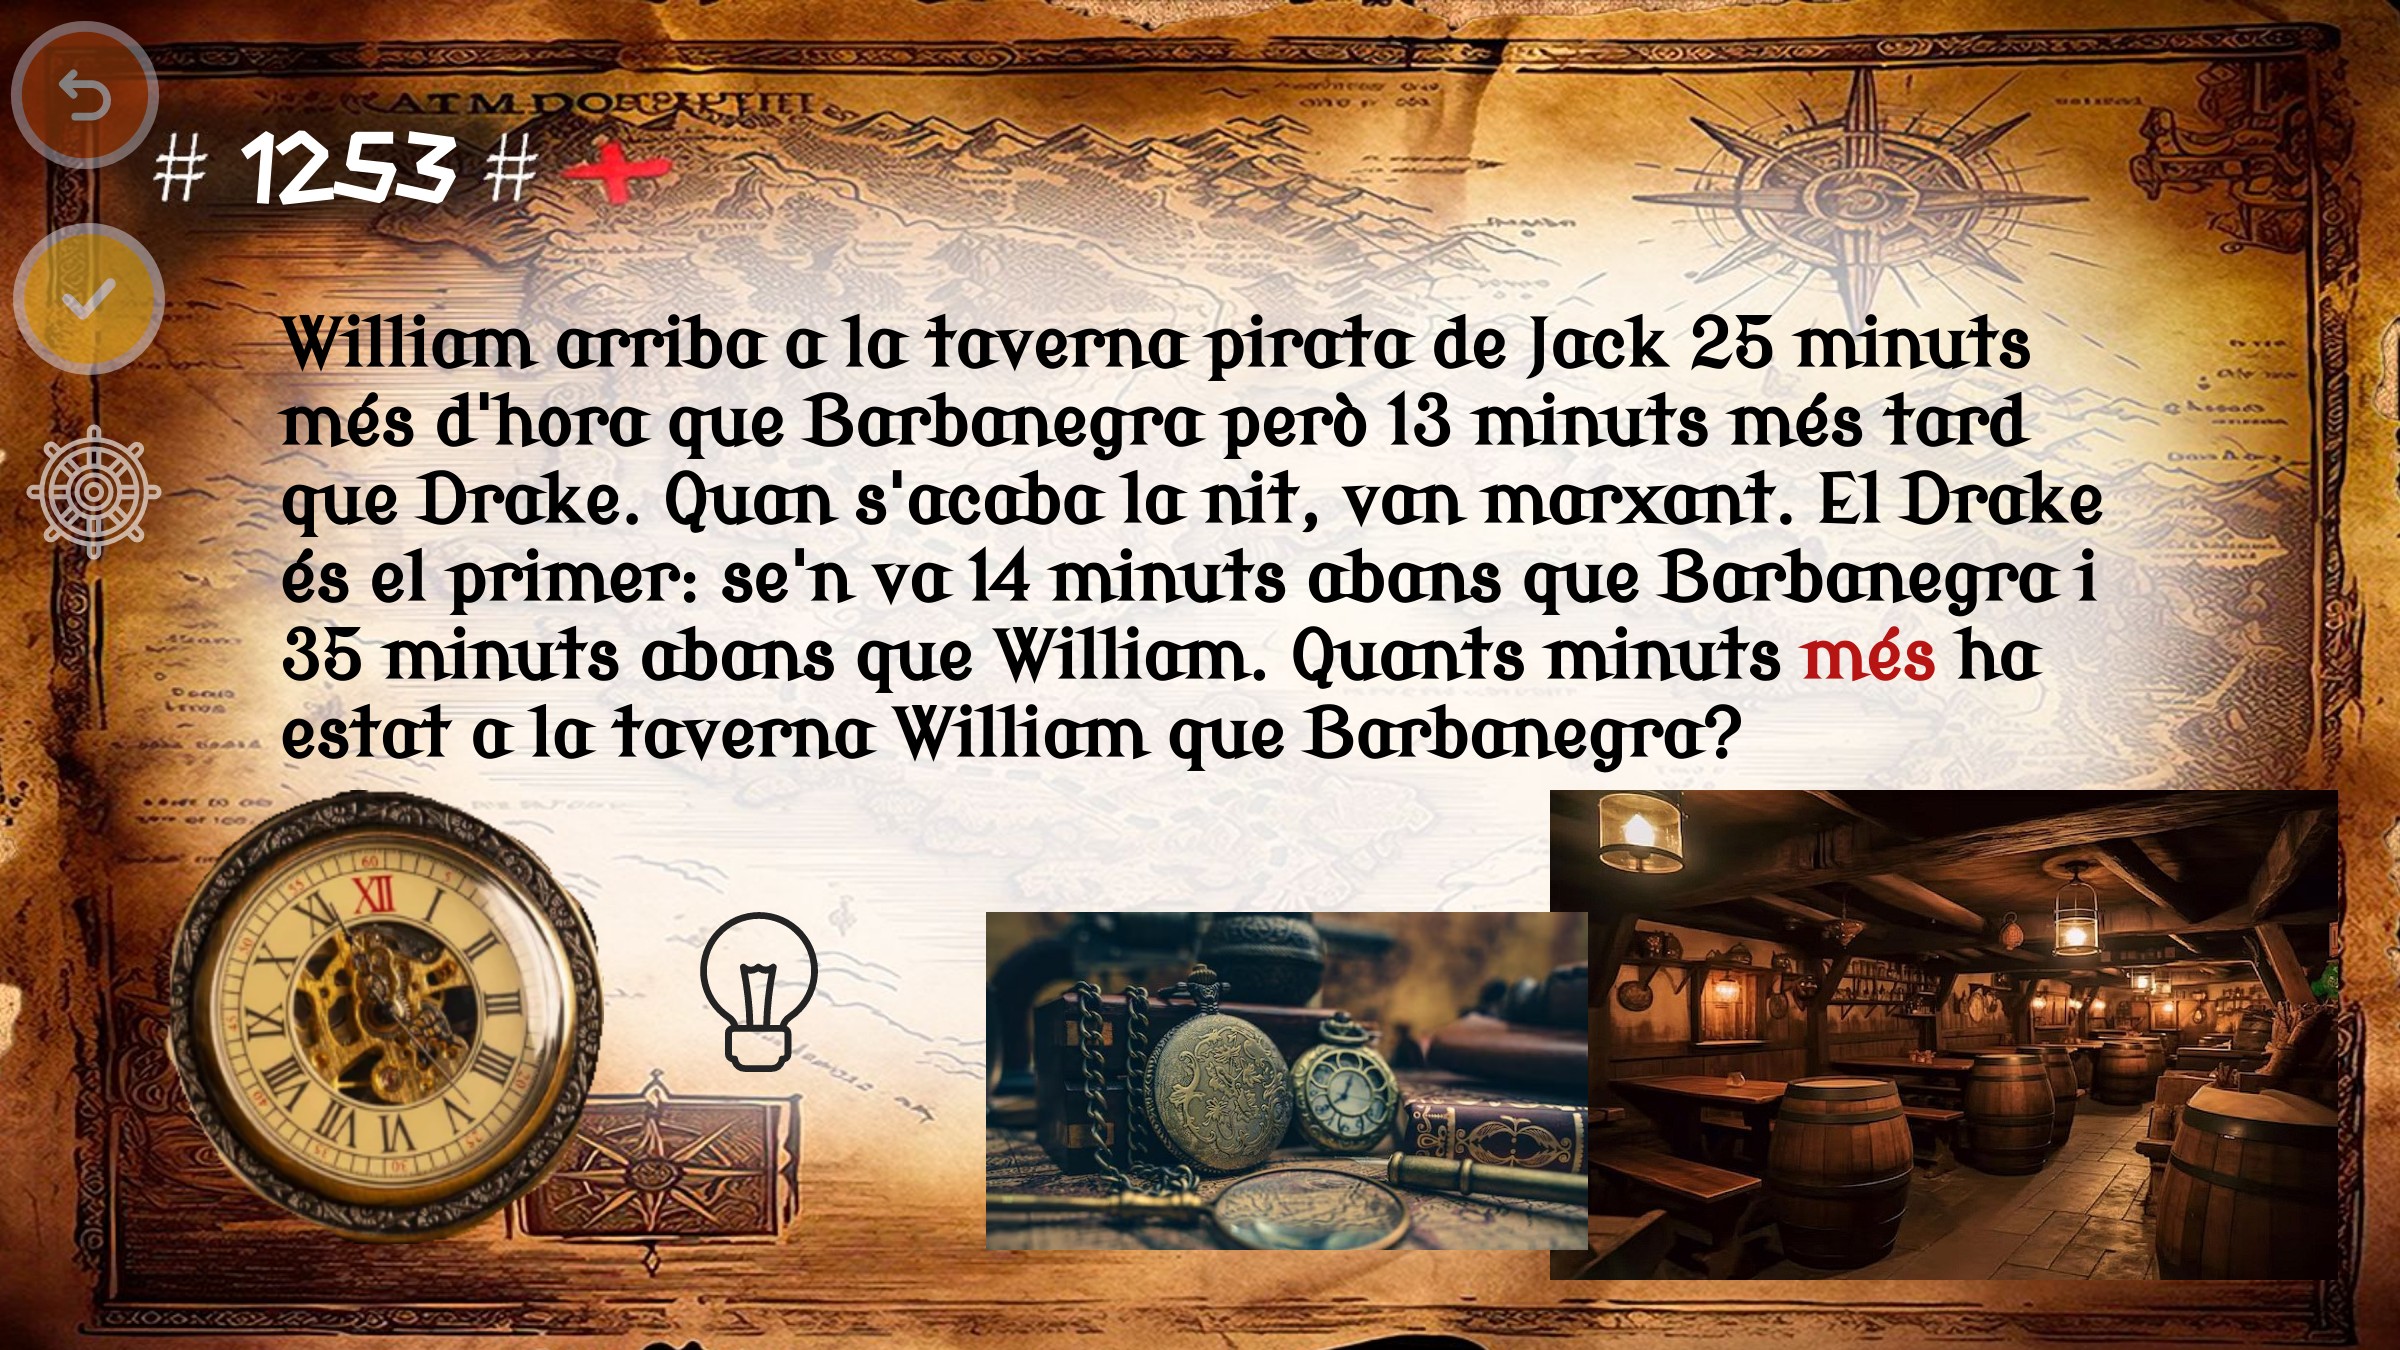 # 1253 #
William arriba a la taverna pirata de Jack 25 minuts
més d'hora que Barbanegra però 13 minuts més tard
que Drake. Quan s'acaba la nit, van marxant. El Drake
és el primer: se'n va 14 minuts abans que Barbanegra i
35 minuts abans que William. Quants minuts més ha
estat a la taverna William que Barbanegra?